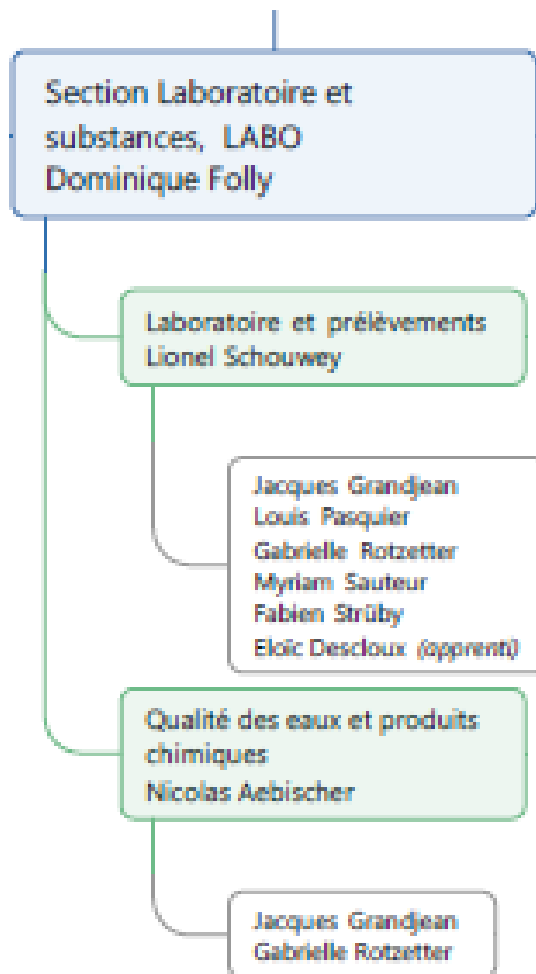 Section Laboratoire et
substances, LABO
Dominique Folly
Laboratoire et prélèvements
Lionel Schouwey
Jacques Grandjean
Louis Pasquier
Gabrielle Rotzetter
Myriam Sauteur
Fabien Strüby
Eloïc Descloux (apprenti)
Qualité des eaux et produits
chimiques
Nicolas Aebischer
Jacques Grandjean
Gabrielle Rotzetter